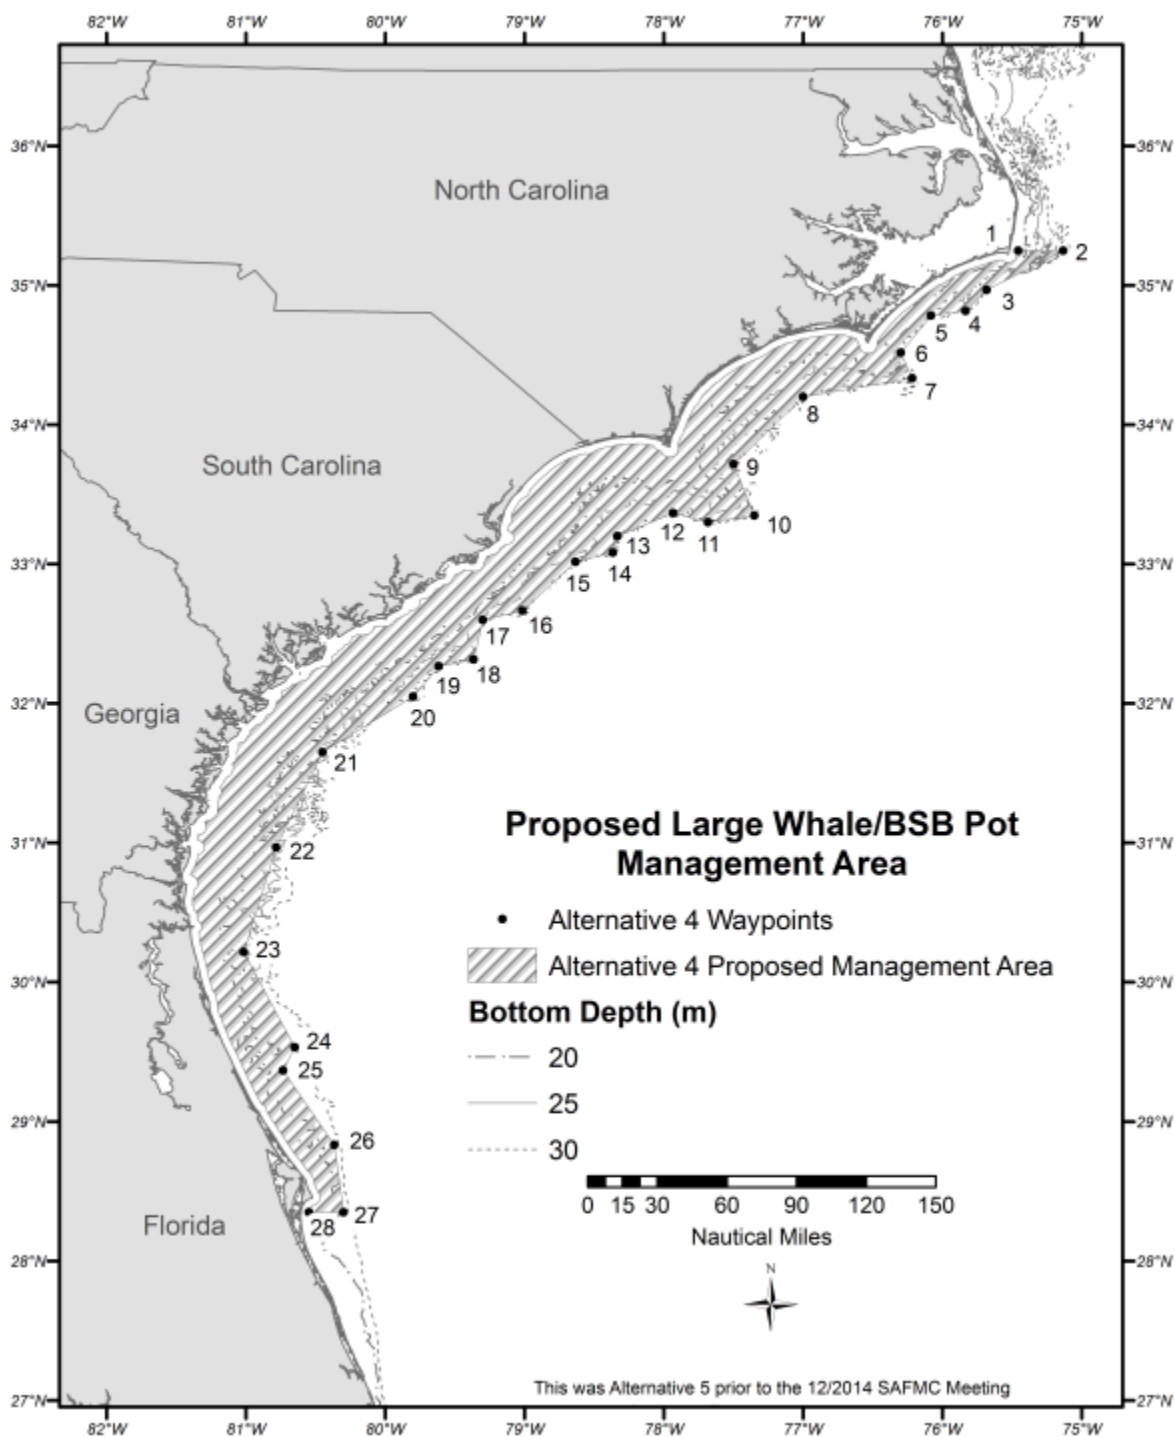 82°W 81°W 80°W 79°W 78°W 77°W 76°W 75°W
36°N 36°N
North Carolina
1
2
35°N 35°N
3
4
5
6
7
8
34°N 34°N
South Carolina
9
10
11
12
13
14
33°N 33°N
15
16
17
18
19
20
32°N 32°N
Georgia
21
31°N 31°N
22
23
30°N 30°N
24
25
29°N 29°N
26
27
28
Florida
28°N 28°N
27°N 27°N
Proposed Large Whale/BSB Pot
Management Area
Alternative 4 Waypoints
Alternative 4 Proposed Management Area
Bottom Depth (m)
20
25
30
0 15 30 60 90 120 150
Nautical Miles
N
This was Alternative 5 prior to the 12/2014 SAFMC Meeting
82°W 81°W 80°W 79°W 78°W 77°W 76°W 75°W